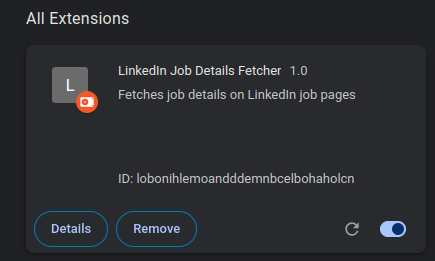 All Extensions
L
LinkedIn Job Details Fetcher 1.0
Fetches job details on LinkedIn job pages
ID: lobonihlemoandddemnbcelbohaholcn
Details
Remove